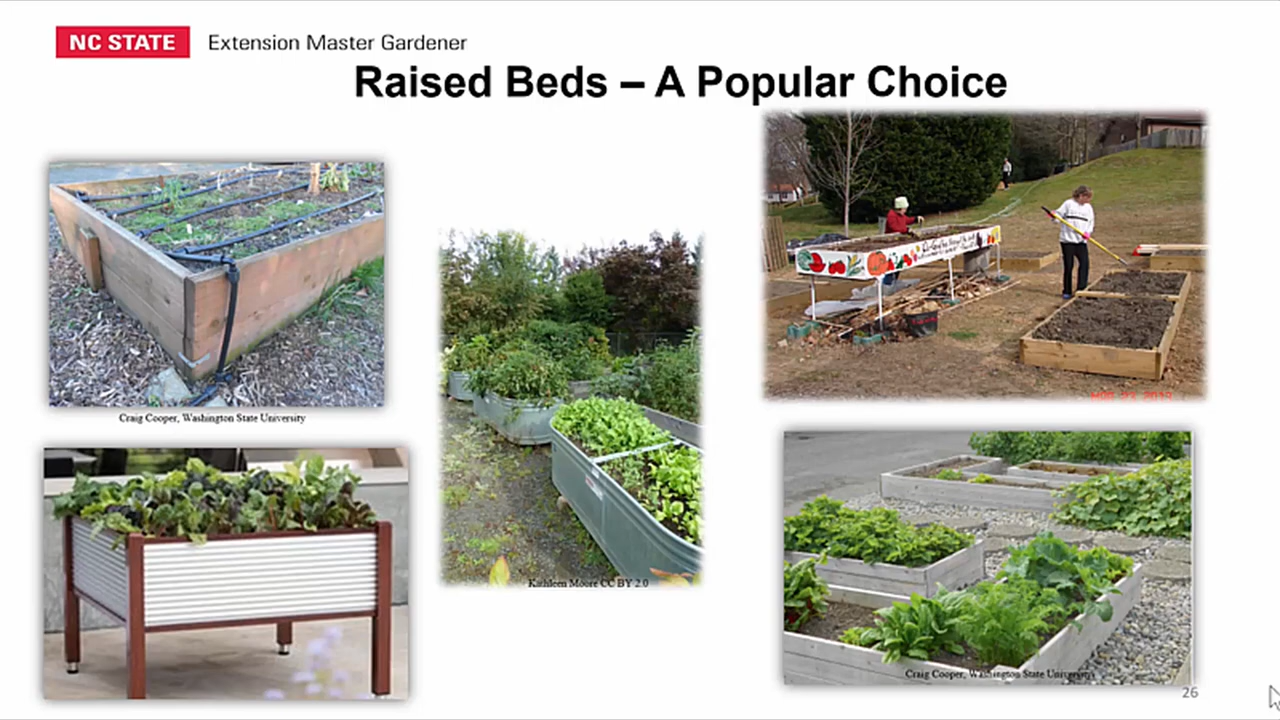 NC STATE Extension Master Gardener
Raised Beds – A Popular Choice
Craig Cooper, Washington State University
Kathleen Moore CC BY 2.0
Craig Cooper, Washington State University
26